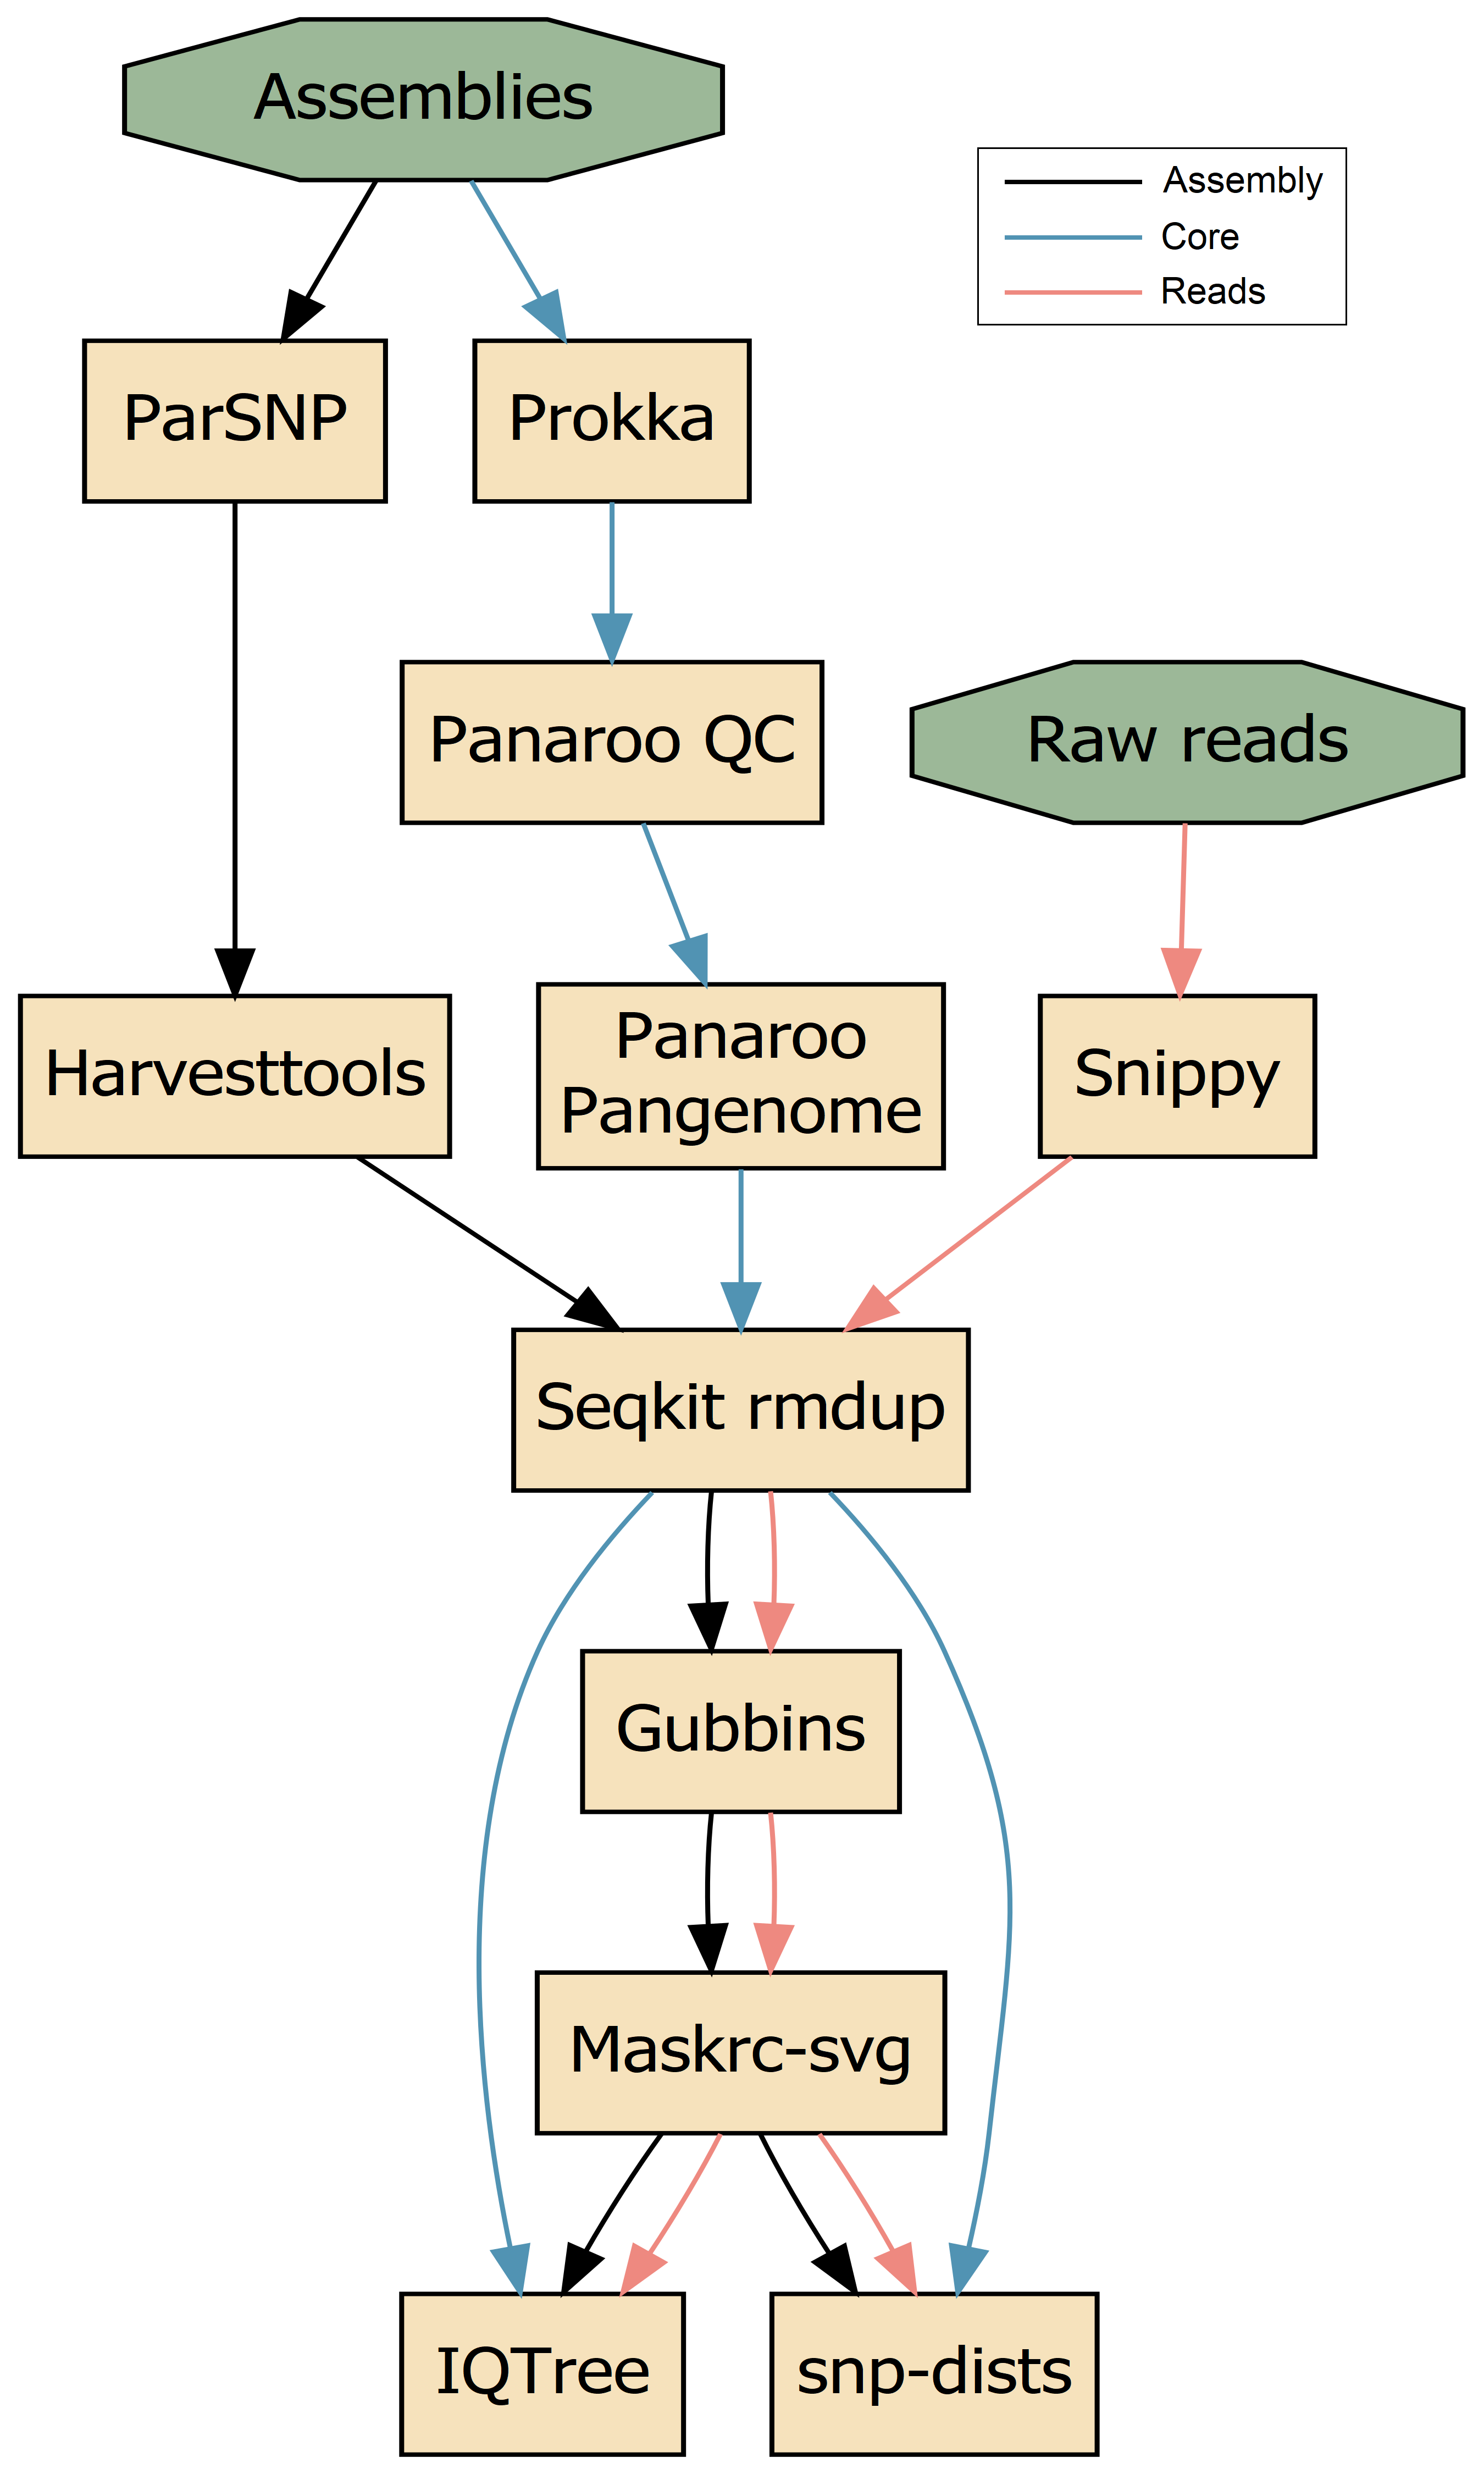 Assemblies
Assembly
Core
Reads
ParSNP
Prokka
Panaroo QC
Raw reads
Harvesttools
Panaroo
Pangenome
Snippy
Seqkit rmdup
Gubbins
Maskrc-svg
IQTree
snp-dists